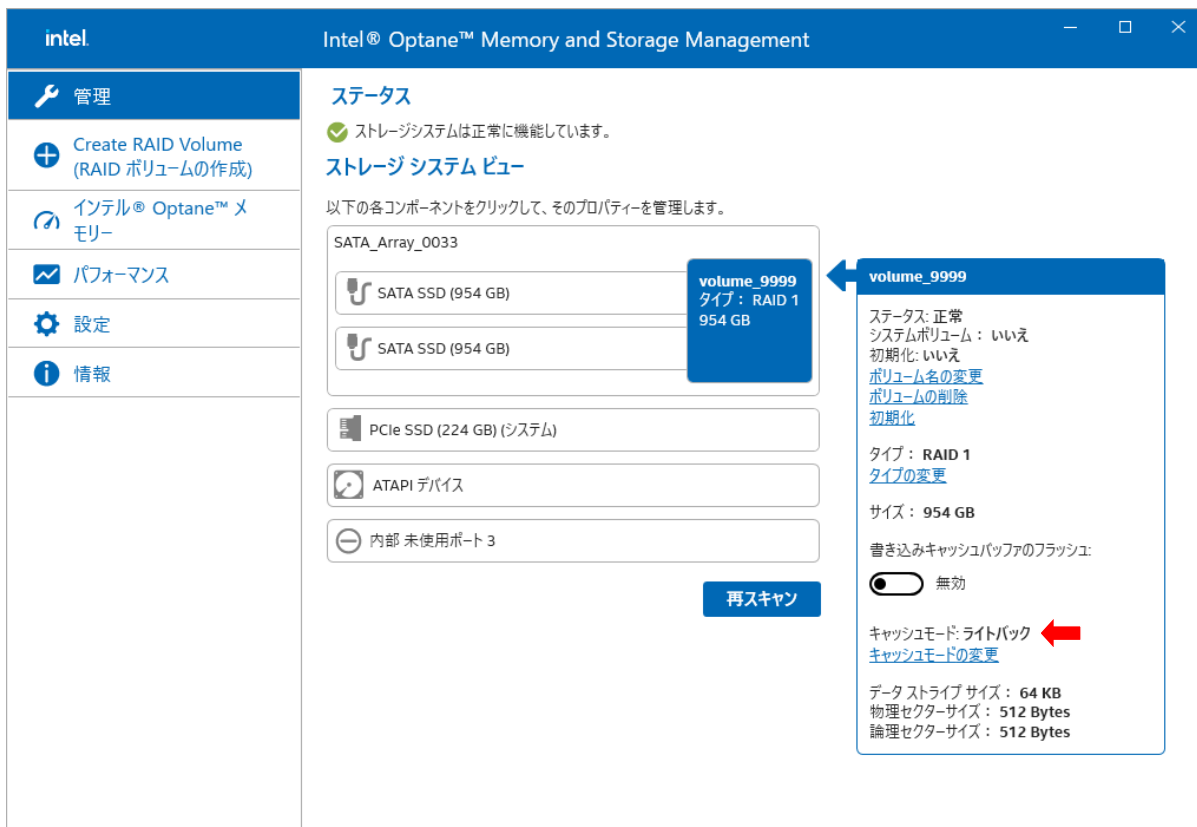 intel.
Intel® Optane™ Memory and Storage Management
管理
Create RAID Volume
(RAID ボリュームの作成)
インテル® Optane™ メ
モリー
パフォーマンス
設定
情報
ステータス
ストレージシステムは正常に機能しています。
ストレージ システム ビュー
以下の各コンポーネントをクリックして、そのプロパティーを管理します。
SATA_Array_0033
SATA SSD (954 GB)
SATA SSD (954 GB)
volume_9999
タイプ： RAID 1
954 GB
PCIe SSD (224 GB) (システム)
ATAPI デバイス
内部 未使用ポート 3
再スキャン
volume_9999
ステータス: 正常
システムボリューム： いいえ
初期化: いいえ
ボリューム名の変更
ボリュームの削除
初期化
タイプ： RAID 1
タイプの変更
サイズ： 954 GB
書き込みキャッシュバッファのフラッシュ:
無効
キャッシュモード: ライトバック
キャッシュモードの変更
データ ストライプ サイズ： 64 KB
物理セクターサイズ： 512 Bytes
論理セクターサイズ： 512 Bytes